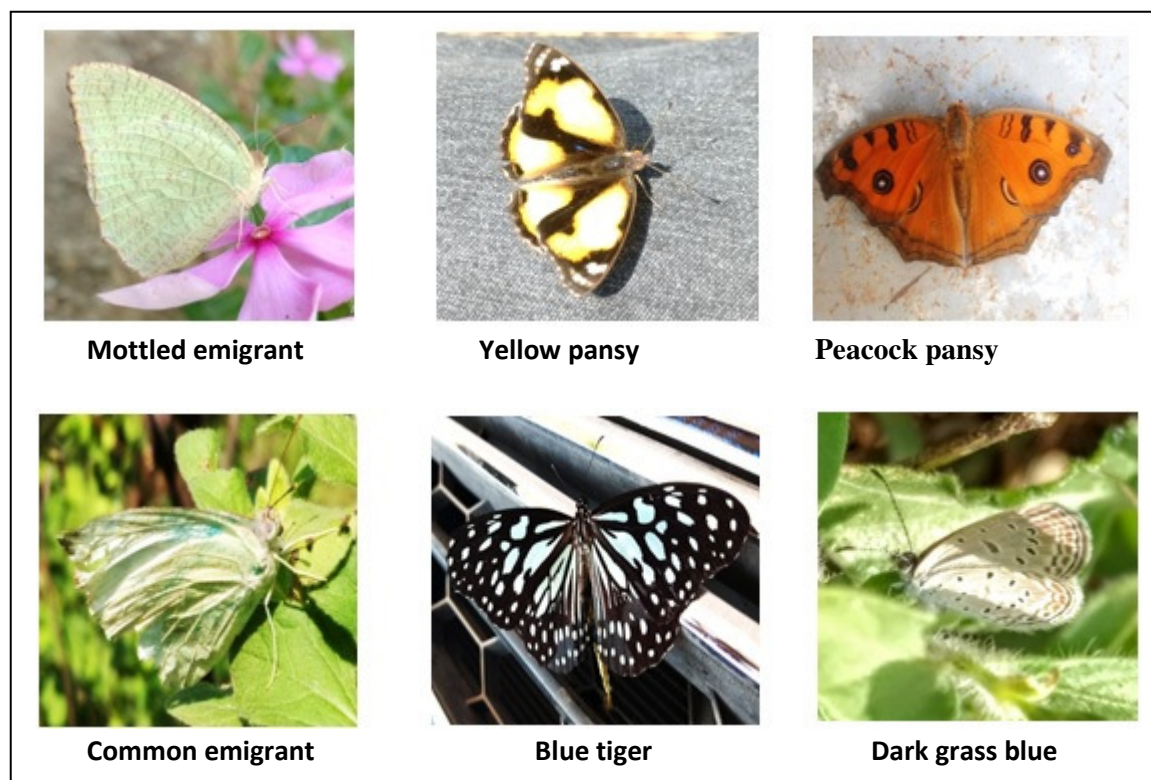 Mottled emigrant
Yellow pansy
Peacock pansy
Common emigrant
Blue tiger
Dark grass blue